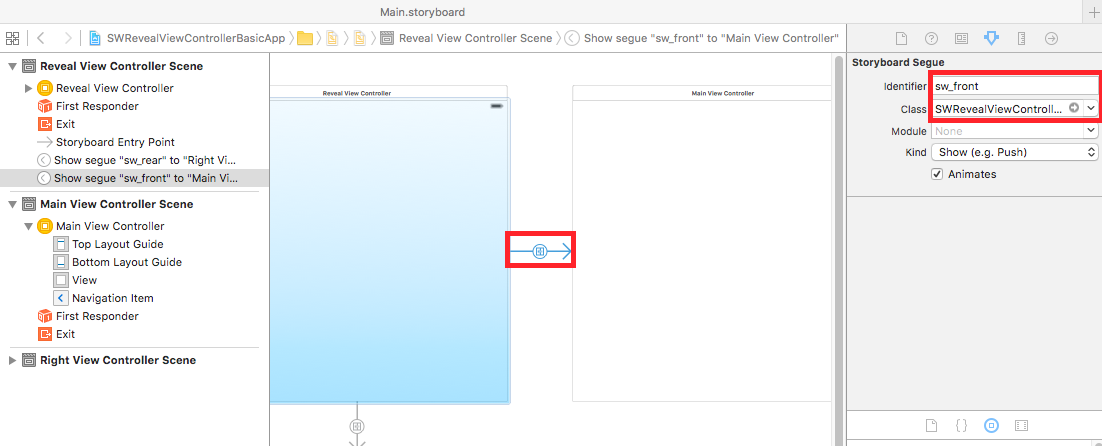 Main.storyboard
SWRevealViewControllerBasicApp
Reveal View Controller Scene
Show segue "sw_front" to "Main View Controller"
Reveal View Controller Scene
Reveal View Controller
First Responder
Exit
Storyboard Entry Point
Show segue "sw_rear" to "Right Vi...
Show segue "sw_front" to "Main Vi...
Main View Controller Scene
Main View Controller
Top Layout Guide
Bottom Layout Guide
View
Navigation Item
First Responder
Exit
Right View Controller Scene
Reveal View Controller
Main View Controller
Storyboard Segue
Identifier sw_front
Class SWRevealViewControll...
Module None
Kind Show (e.g. Push)
Animates